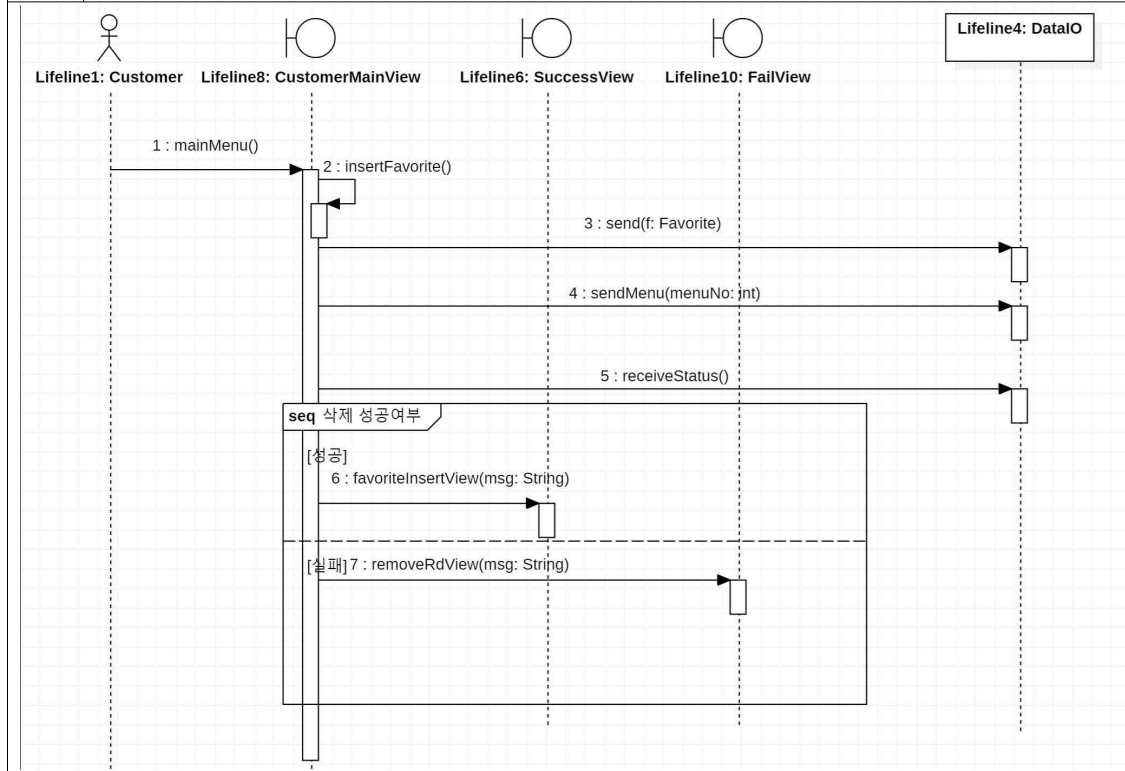 Lifeline1: Customer
Lifeline8: CustomerMainView
Lifeline6: SuccessView
Lifeline10: FailView
Lifeline4: DataIO
1 : mainMenu()
2 : insertFavorite()
3 : send(f: Favorite)
4 : sendMenu(menuNo: int)
5 : receiveStatus()
seq 삭제 성공여부
[성공]
6 : favoriteInsertView(msg: String)
[실패] 7 : removeRdView(msg: String)